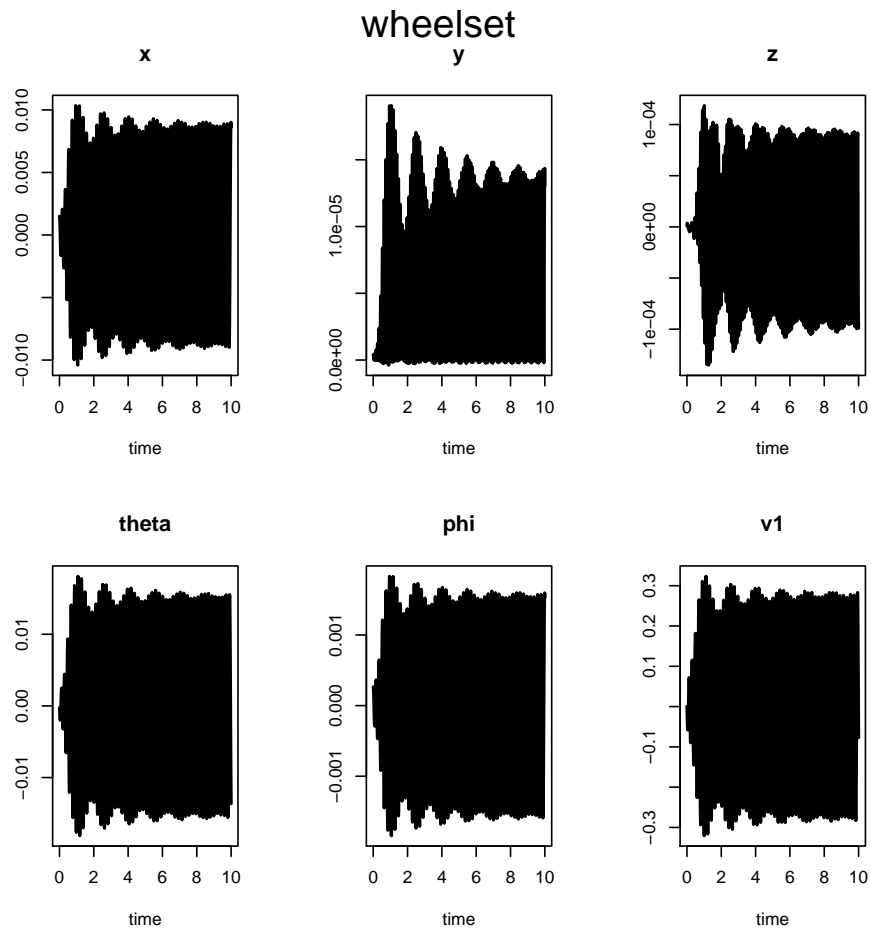 wheelset
x
y
z
0.010
0.005
0.000
−0.010
1.0e−05
0.0e+00
1e−04
0e+00
−1e−04
0 2 4 6 8 10
0 2 4 6 8 10
0 2 4 6 8 10
time
time
time
theta
phi
v1
0.01
0.00
−0.01
0.001
0.000
−0.001
0.3
0.2
0.1
−0.1
−0.3
0 2 4 6 8 10
0 2 4 6 8 10
0 2 4 6 8 10
time
time
time